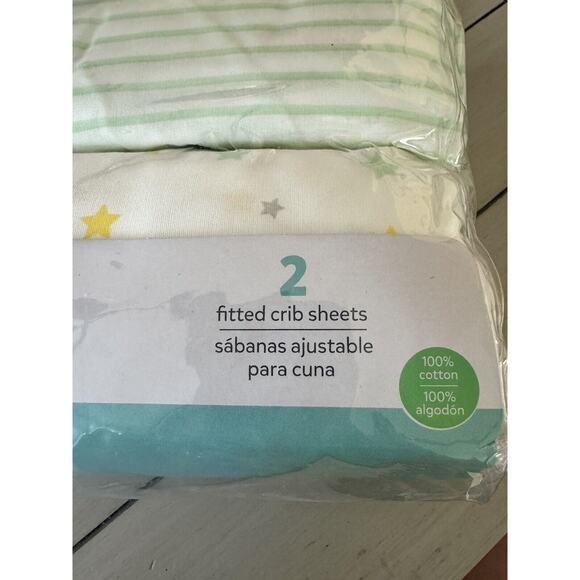 2
fitted crib sheets
sábanas ajustable
para cuna
100%
cotton
100%
algodón